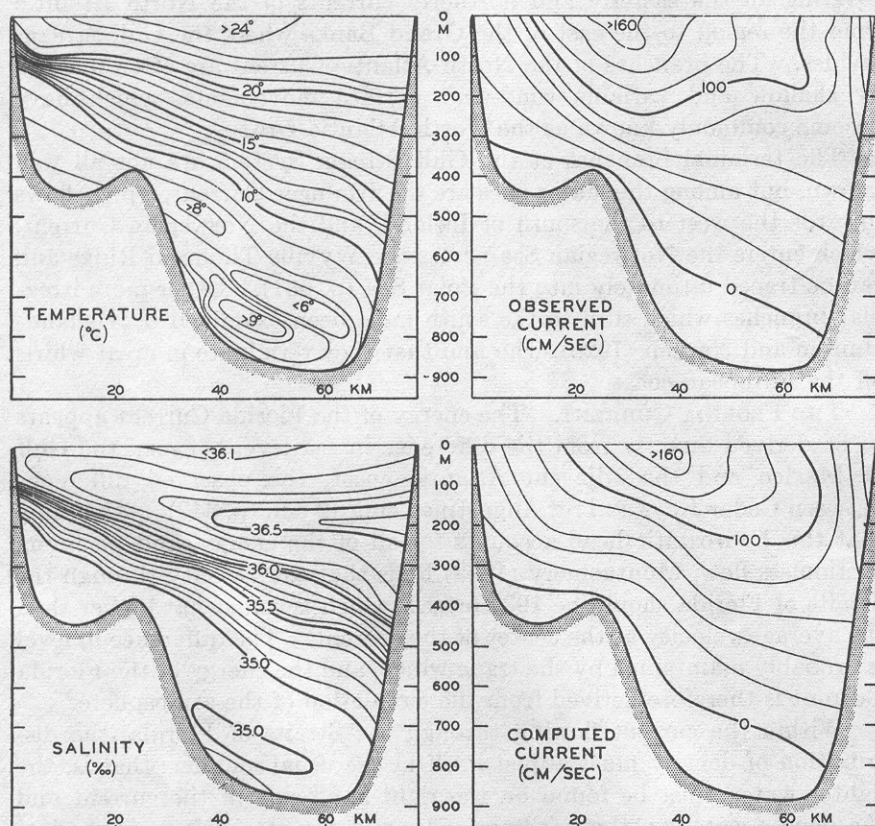 >24°
20°
15°
10°
>8°
<6°
>9°
TEMPERATURE
(°C)
20 40 60 KM
0
M
100
200
300
400
500
600
700
800
900
>160
100
OBSERVED
CURRENT
(CM/SEC)
20 40 60 KM
<36.1
36.5
36.0
35.5
35.0
35.0
SALINITY
(‰)
20 40 60 KM
0
M
100
200
300
400
500
600
700
800
900
>160
100
0
COMPUTED
CURRENT
(CM/SEC)
20 40 60 KM